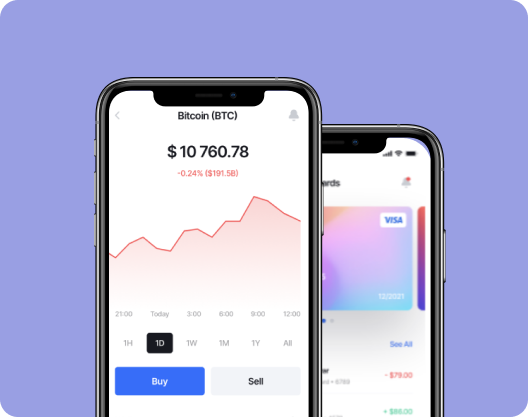 Bitcoin (BTC)
$ 10 760.78
-0.24% ($191.5B)
21:00 Today 3:00 6:00 9:00 12:00
1H 1D 1W 1M 1Y All
Buy Sell
VISA
12/2021
See All
- $79.00
+ $86.00